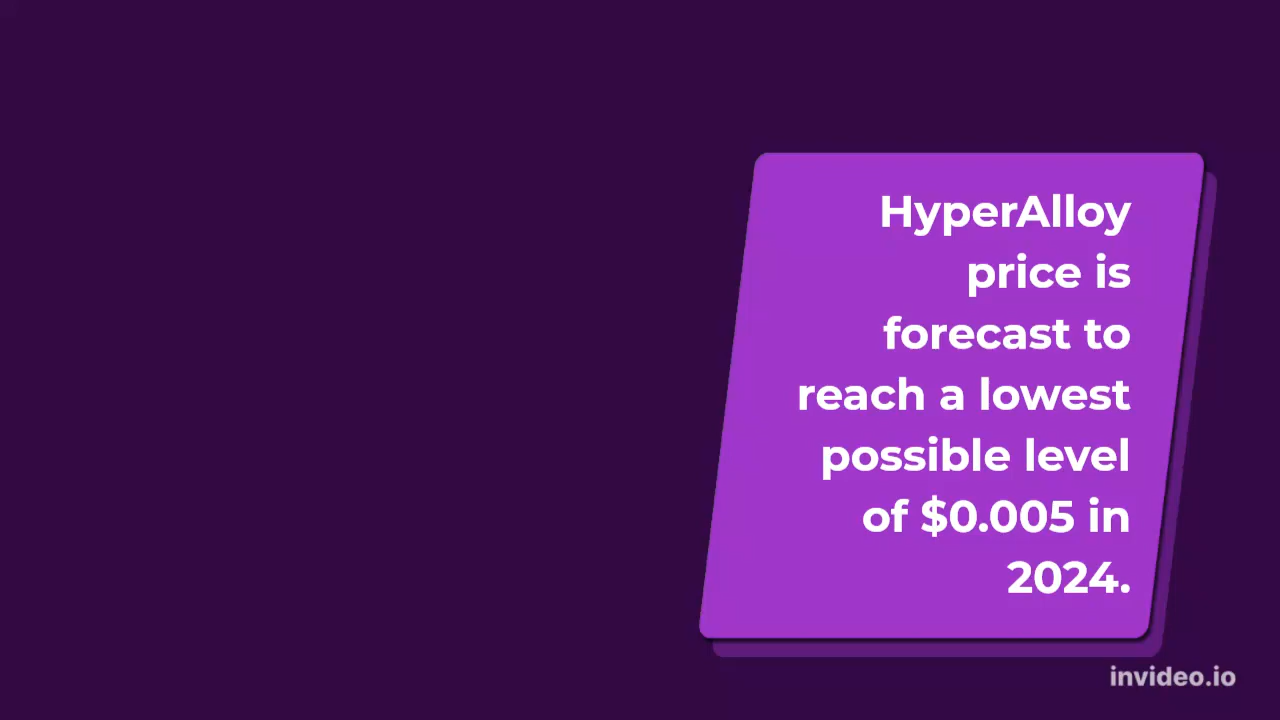 HyperAlloy
price is
forecast to
reach a lowest
possible level
of $0.005 in
2024.
invideo.io